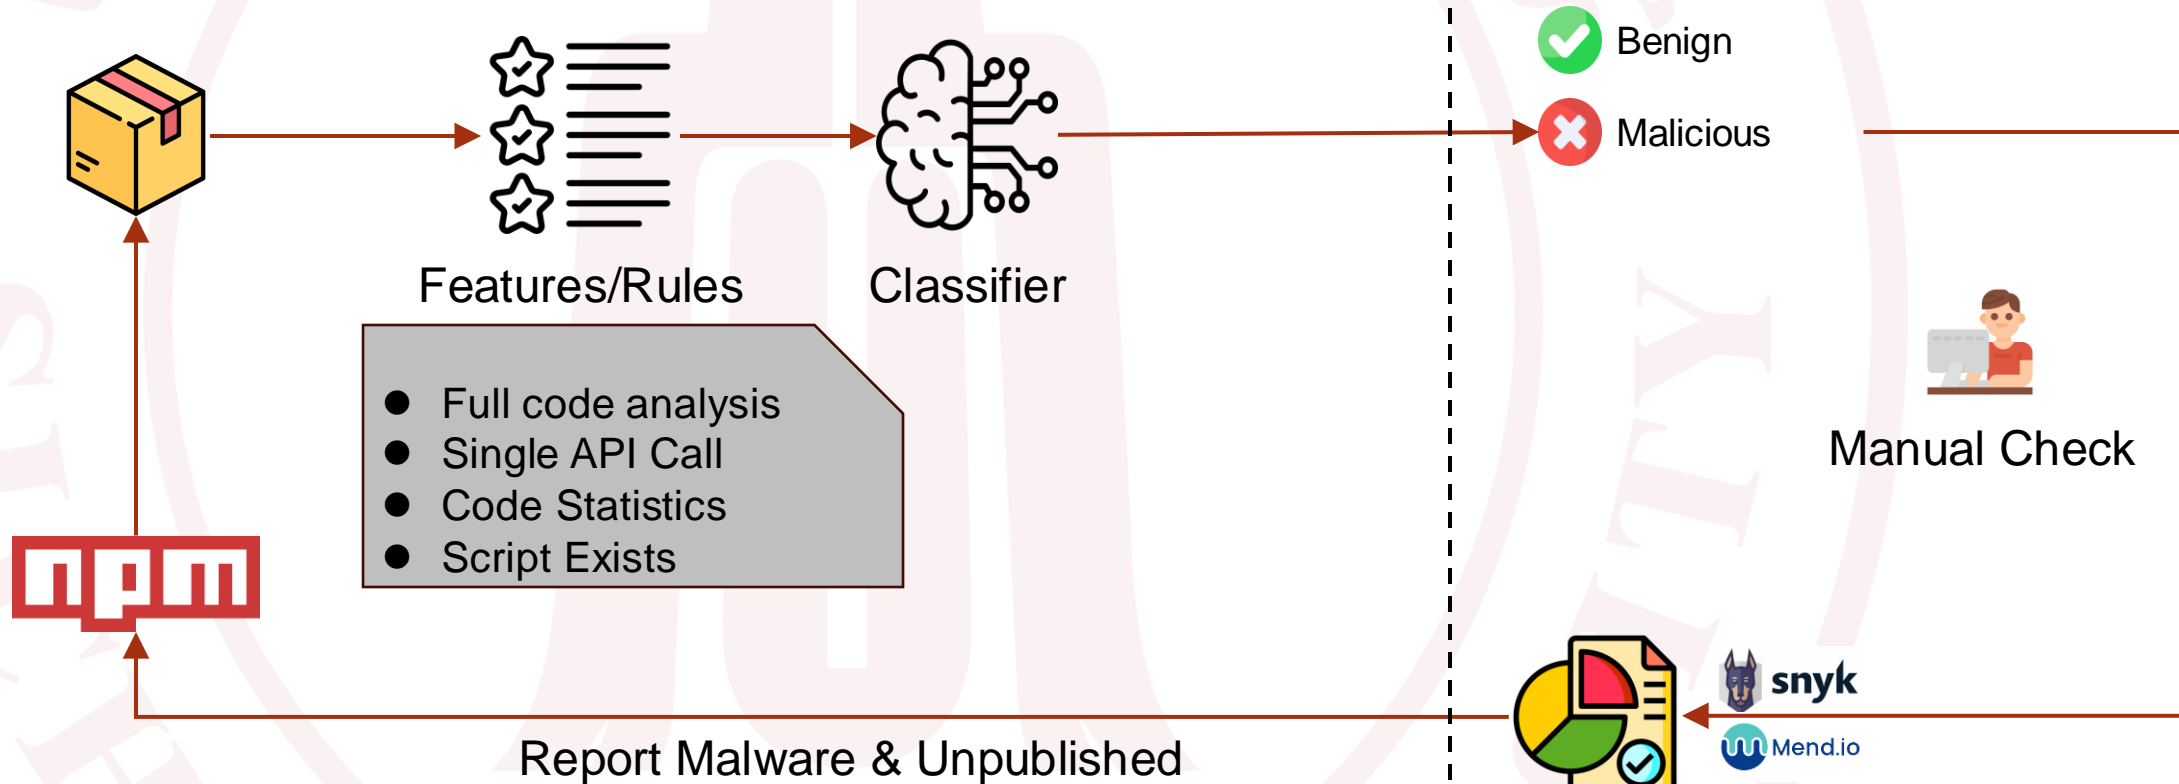 Benign
Malicious
Features/Rules
Classifier
● Full code analysis
● Single API Call
● Code Statistics
● Script Exists
Manual Check
npm
snyk
Mend.io
Report Malware & Unpublished
ITY